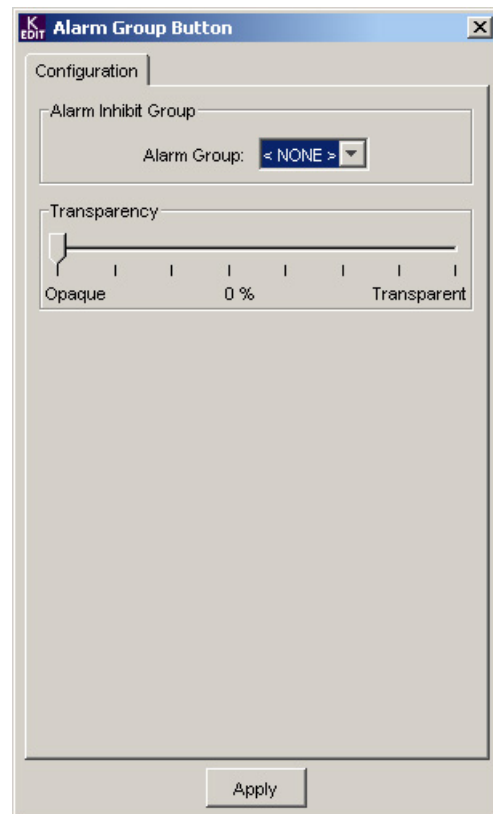 K EDIT Alarm Group Button
Configuration
Alarm Inhibit Group
Alarm Group: < NONE >
Transparency
Opaque 0 % Transparent
Apply